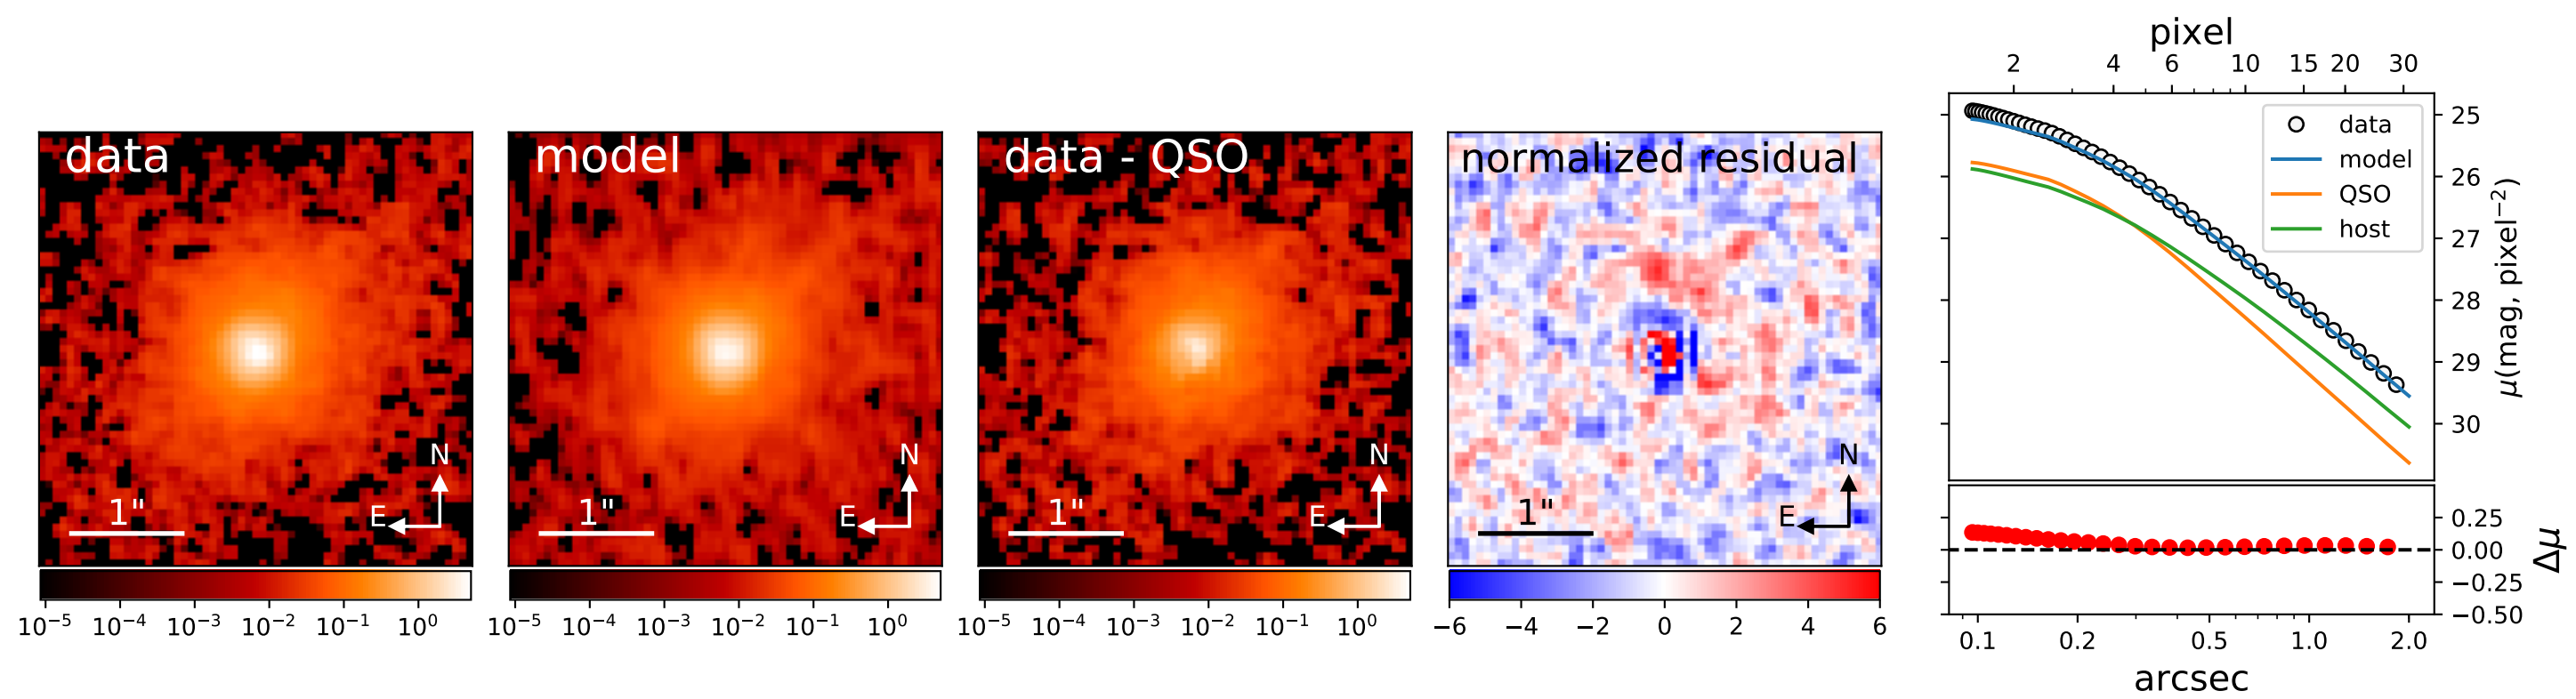 data
1"
N
E
10⁻⁵ 10⁻⁴ 10⁻³ 10⁻² 10⁻¹ 10⁰
model
1"
N
E
10⁻⁵ 10⁻⁴ 10⁻³ 10⁻² 10⁻¹ 10⁰
data - QSO
1"
N
E
10⁻⁵ 10⁻⁴ 10⁻³ 10⁻² 10⁻¹ 10⁰
normalized residual
1"
N
E
−6 −4 −2 0 2 4 6
pixel
2 4 6 10 15 20 30
data
model
QSO
host
25
26
27
28
29
30
μ(mag, pixel⁻²)
0.25
0.00
−0.25
−0.50
Δμ
0.1 0.2 0.5 1.0 2.0
arcsec